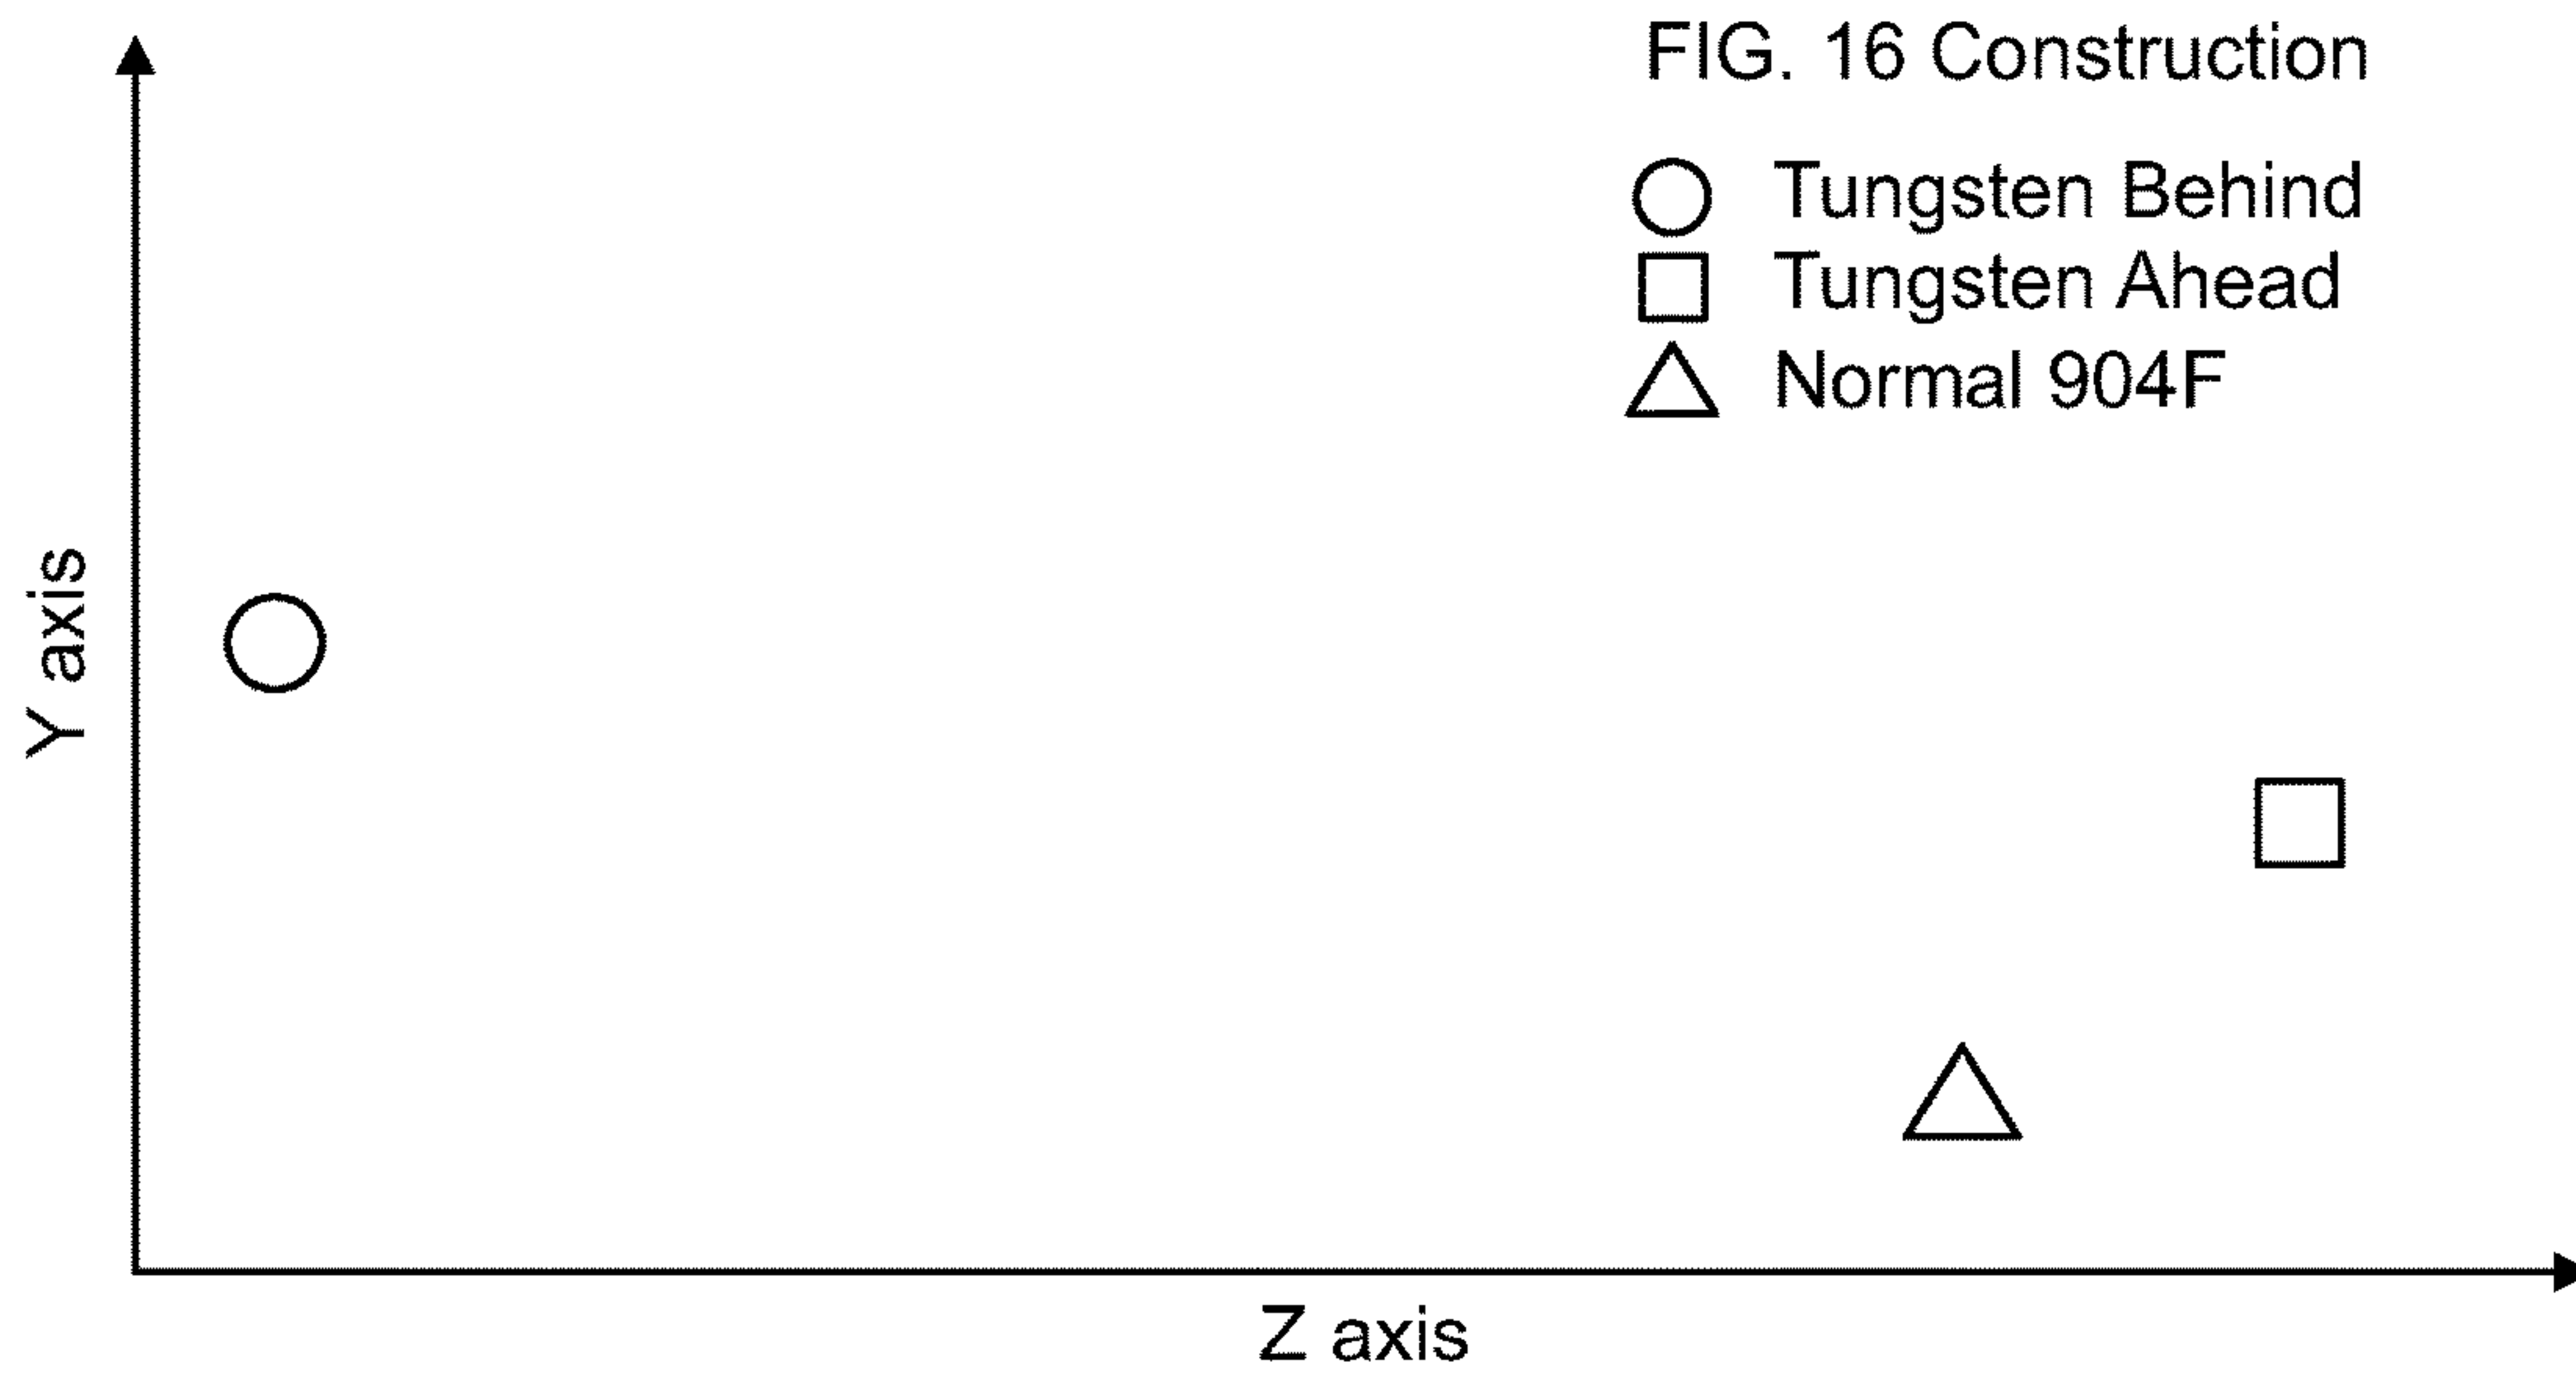 FIG. 16 Construction
Tungsten Behind
Tungsten Ahead
Normal 904F
Y axis
Z axis